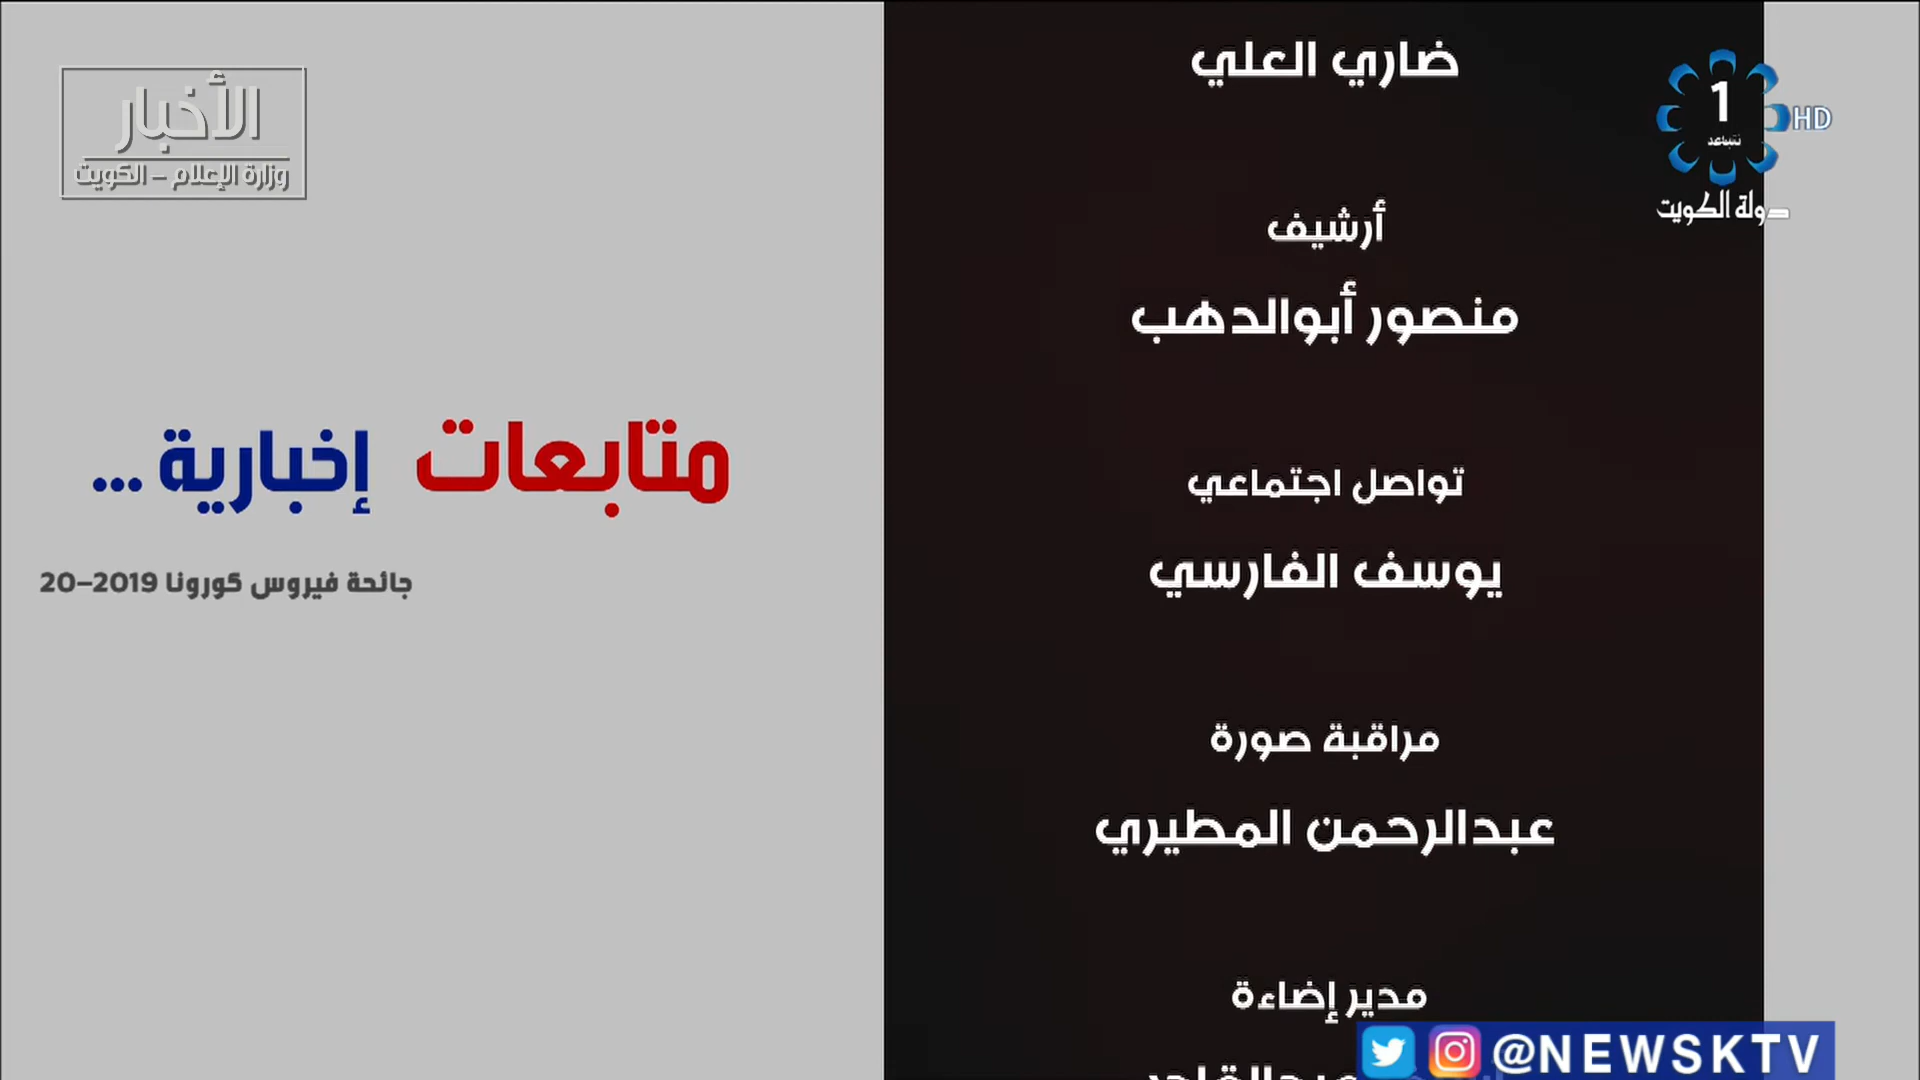 الأخبار
وزارة الإعلام – الكويت
متابعات إخبارية ...
جائحة فيروس كورونا 2019–20
ضاري العلي
أرشيف
منصور أبوالدهب
تواصل اجتماعي
يوسف الفارسي
مراقبة صورة
عبدالرحمن المطيري
مدير إضاءة
1
نتباعد
HD
دولة الكويت
@NEWSKTV